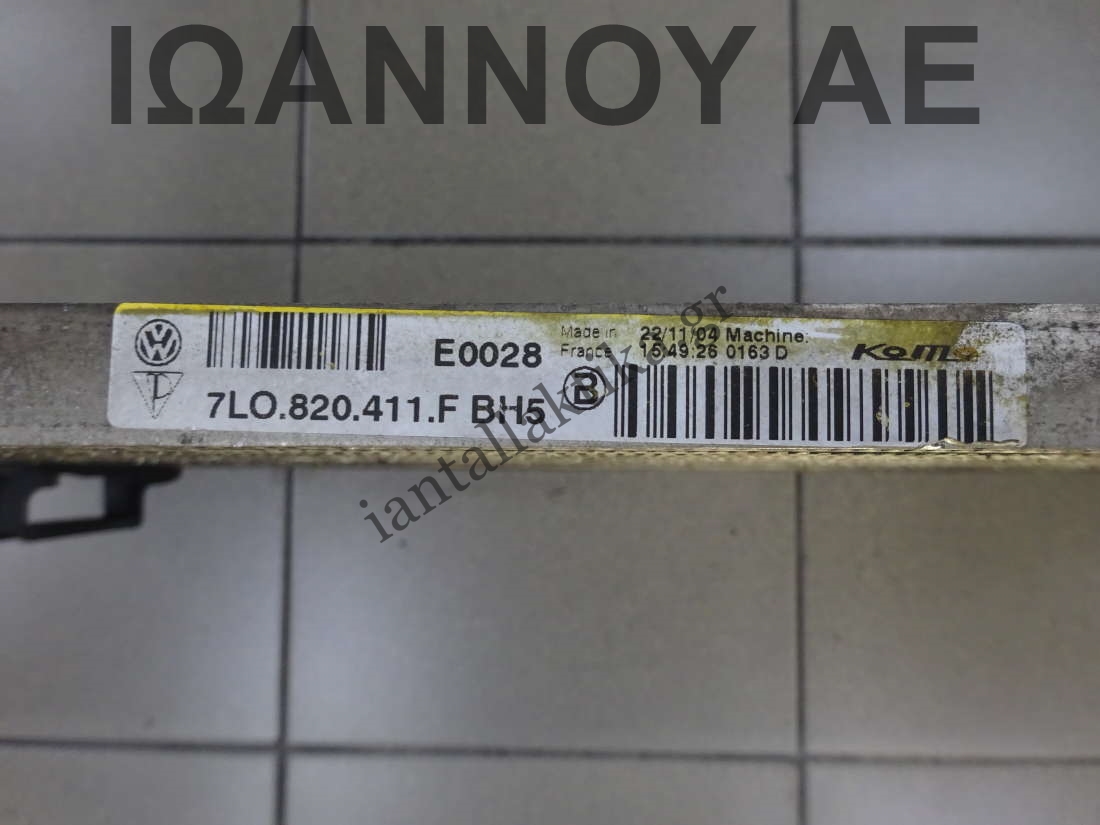 ΙΩΑΝΝΟΥ ΑΕ
E0028
Made in
France
22/11/04 Machine:
15:49:26 0163 D
7LO.820.411.F BH5
B
iantallaktik.gr